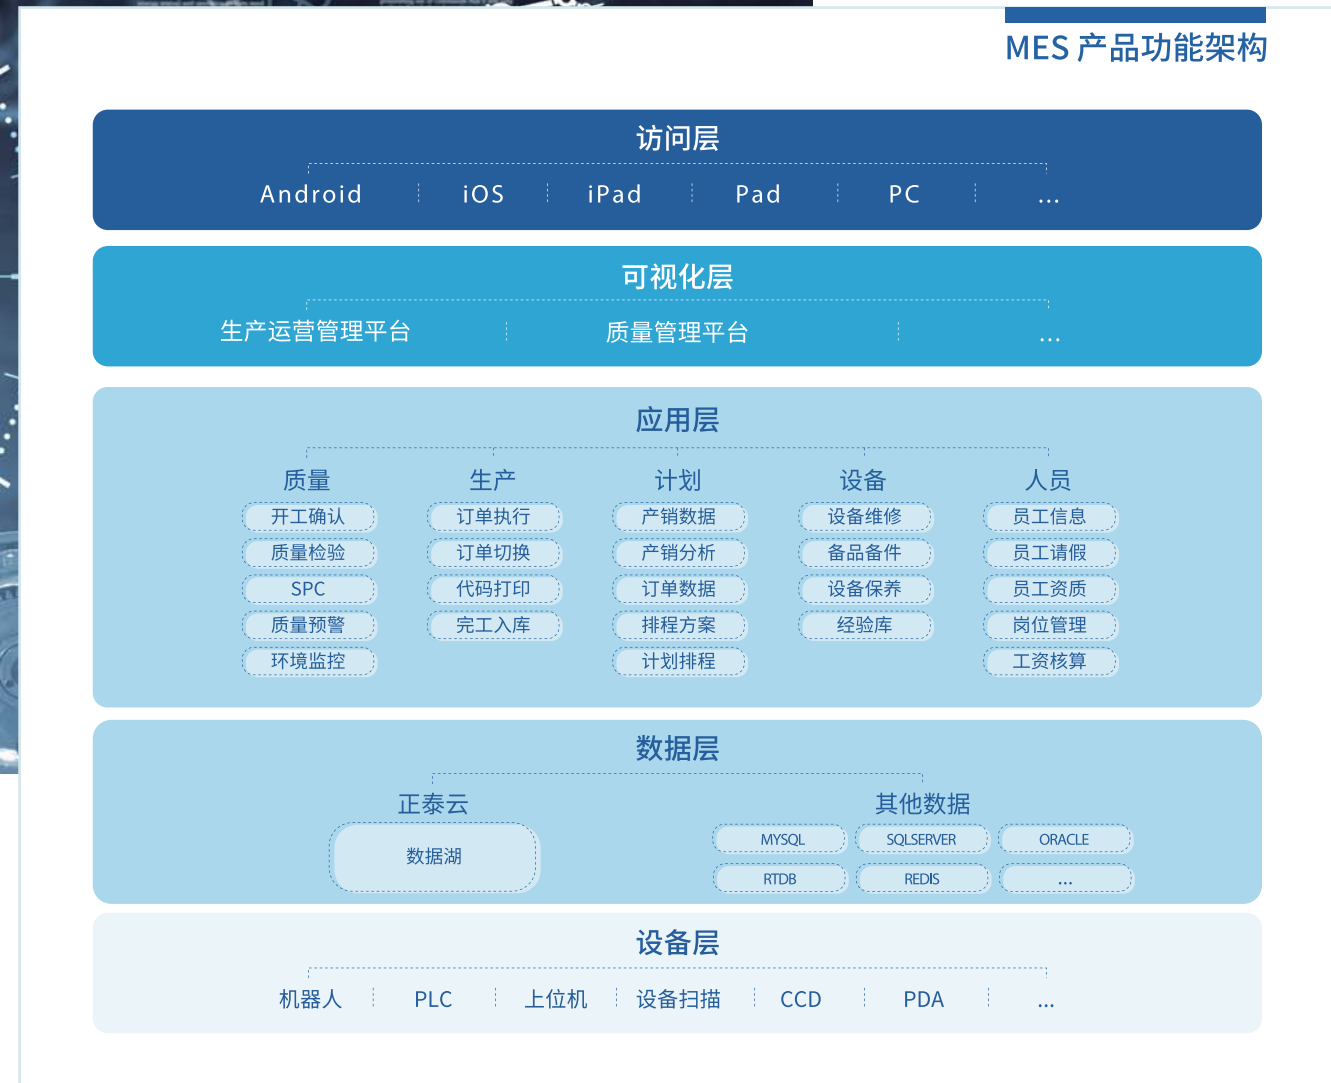 MES 产品功能架构
访问层
Android iOS iPad Pad PC ...
可视化层
生产运营管理平台 质量管理平台 ...
应用层
质量 生产 计划 设备 人员
开工确认 订单执行 产销数据 设备维修 员工信息
质量检验 订单切换 产销分析 备品备件 员工请假
SPC 代码打印 订单数据 设备保养 员工资质
质量预警 完工入库 排程方案 经验库 岗位管理
环境监控 计划排程 工资核算
数据层
正泰云 其他数据
数据湖
MYSQL SQLSERVER ORACLE
RTDB REDIS ...
设备层
机器人 PLC 上位机 设备扫描 CCD PDA ...